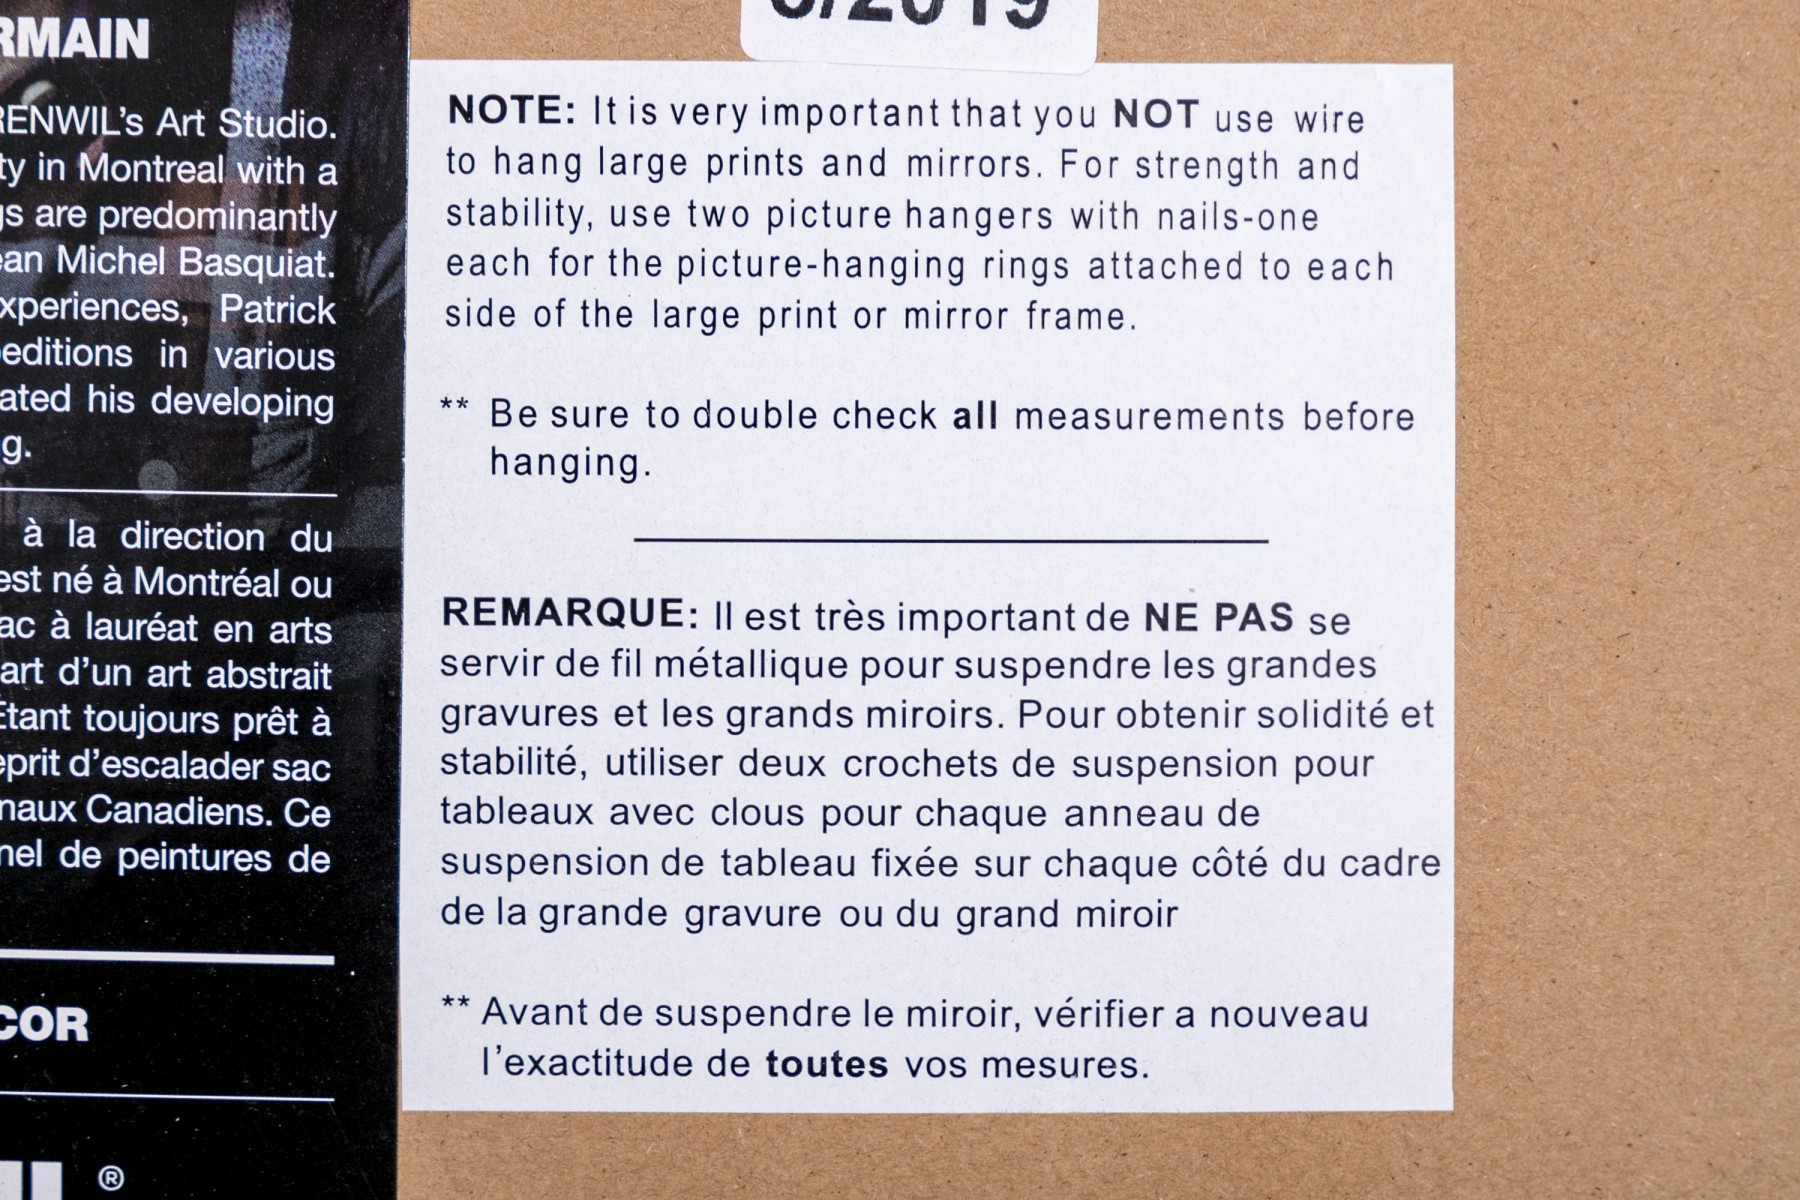 RMAIN
RENWIL's Art Studio.
ty in Montreal with a
gs are predominantly
ean Michel Basquiat.
xperiences, Patrick
editions in various
ated his developing
g.
à la direction du
est né à Montréal ou
ac à lauréat en arts
art d'un art abstrait
Étant toujours prêt à
eprit d'escalader sac
naux Canadiens. Ce
nel de peintures de
COR
®
/2019
NOTE: It is very important that you NOT use wire
to hang large prints and mirrors. For strength and
stability, use two picture hangers with nails-one
each for the picture-hanging rings attached to each
side of the large print or mirror frame.
** Be sure to double check all measurements before
hanging.
REMARQUE: Il est très important de NE PAS se
servir de fil métallique pour suspendre les grandes
gravures et les grands miroirs. Pour obtenir solidité et
stabilité, utiliser deux crochets de suspension pour
tableaux avec clous pour chaque anneau de
suspension de tableau fixée sur chaque côté du cadre
de la grande gravure ou du grand miroir
** Avant de suspendre le miroir, vérifier a nouveau
l'exactitude de toutes vos mesures.